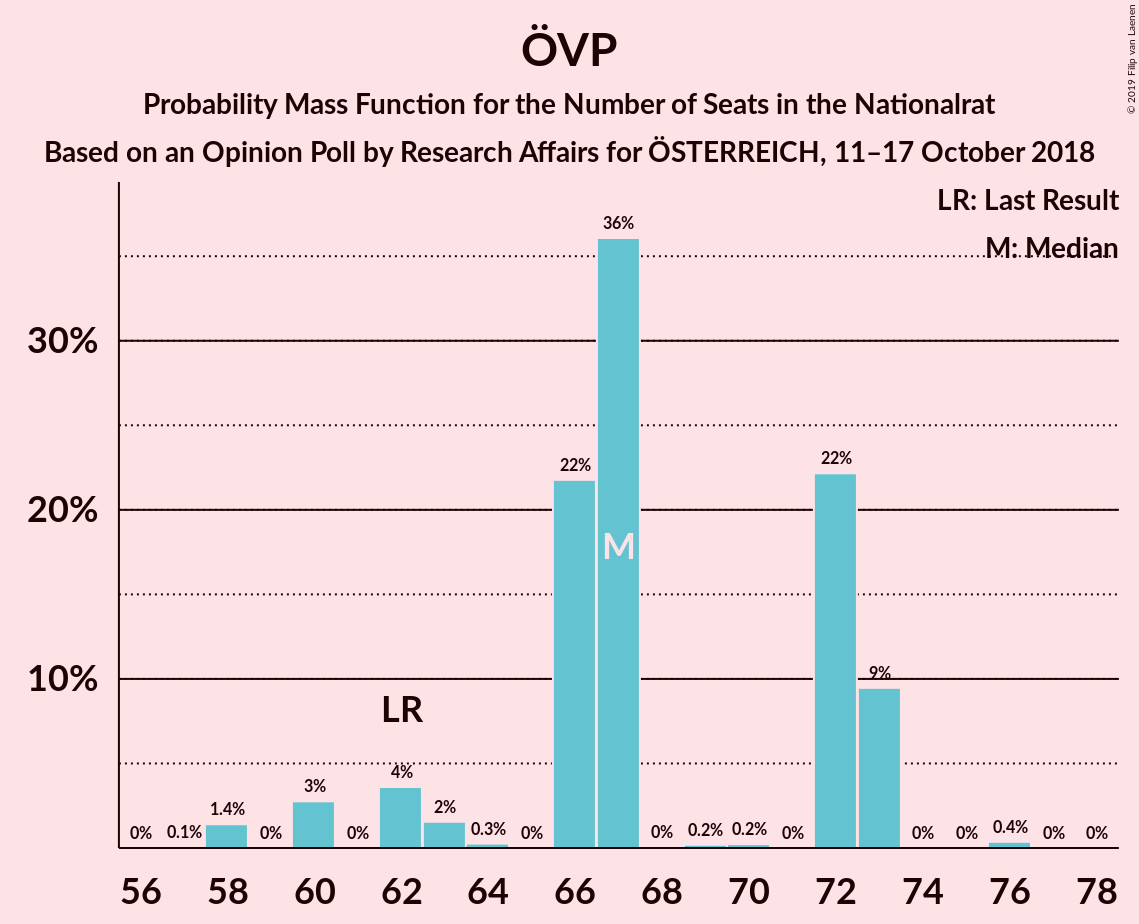 ÖVP
Probability Mass Function for the Number of Seats in the Nationalrat
Based on an Opinion Poll by Research Affairs for ÖSTERREICH, 11–17 October 2018
© 2019 Filip van Laenen
LR: Last Result
M: Median
30%
20%
10%
0% 0.1% 1.4% 0% 3% 0% 4% 2% 0.3% 0% 22% 36% 0% 0.2% 0.2% 0% 22% 9% 0% 0% 0.4% 0% 0%
LR
M
56 58 60 62 64 66 68 70 72 74 76 78